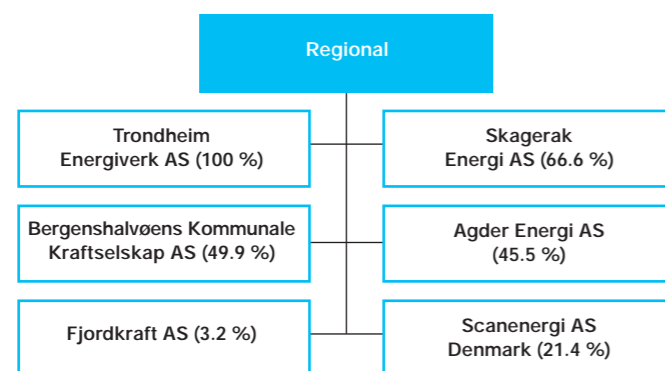 Regional
Trondheim
Energiverk AS (100 %)
Skagerak
Energi AS (66.6 %)
Bergenshalvøens Kommunale
Kraftselskap AS (49.9 %)
Agder Energi AS
(45.5 %)
Fjordkraft AS (3.2 %)
Scanenergi AS
Denmark (21.4 %)